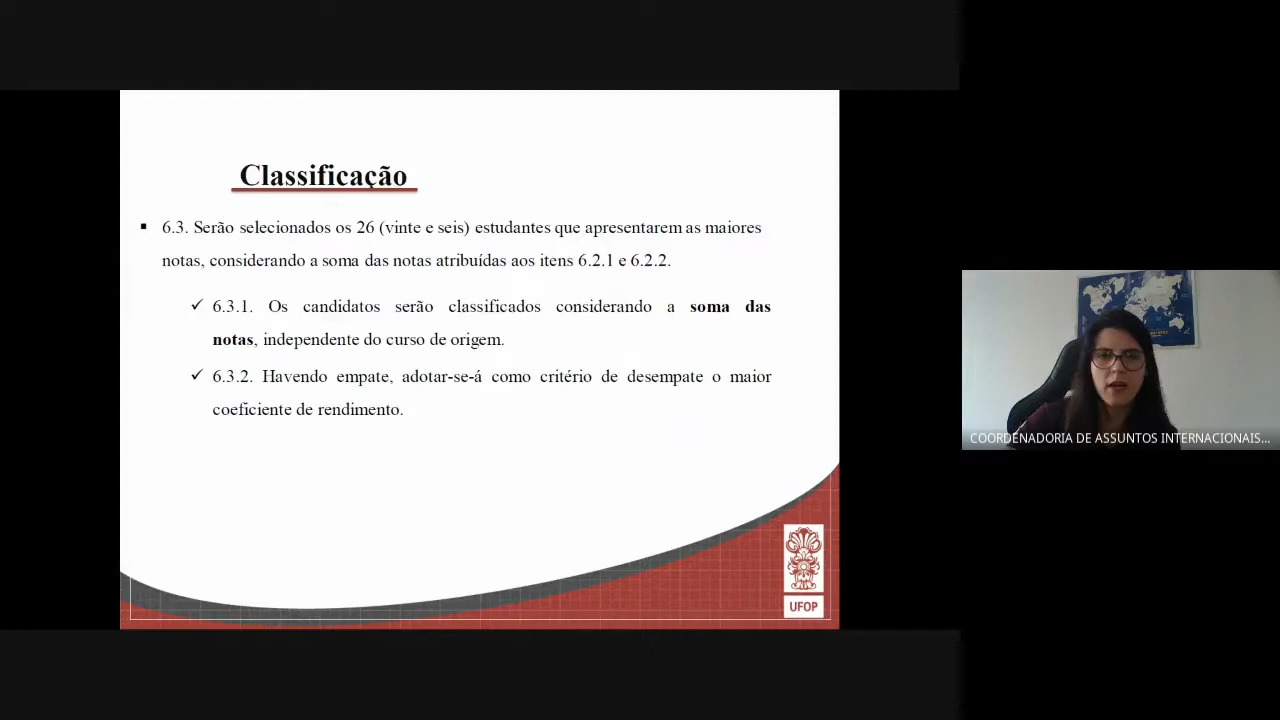 Classificação
6.3. Serão selecionados os 26 (vinte e seis) estudantes que apresentarem as maiores
notas, considerando a soma das notas atribuídas aos itens 6.2.1 e 6.2.2.
6.3.1. Os candidatos serão classificados considerando a soma das
notas, independente do curso de origem.
6.3.2. Havendo empate, adotar-se-á como critério de desempate o maior
coeficiente de rendimento.
UFOP
COORDENADORIA DE ASSUNTOS INTERNACIONAIS...